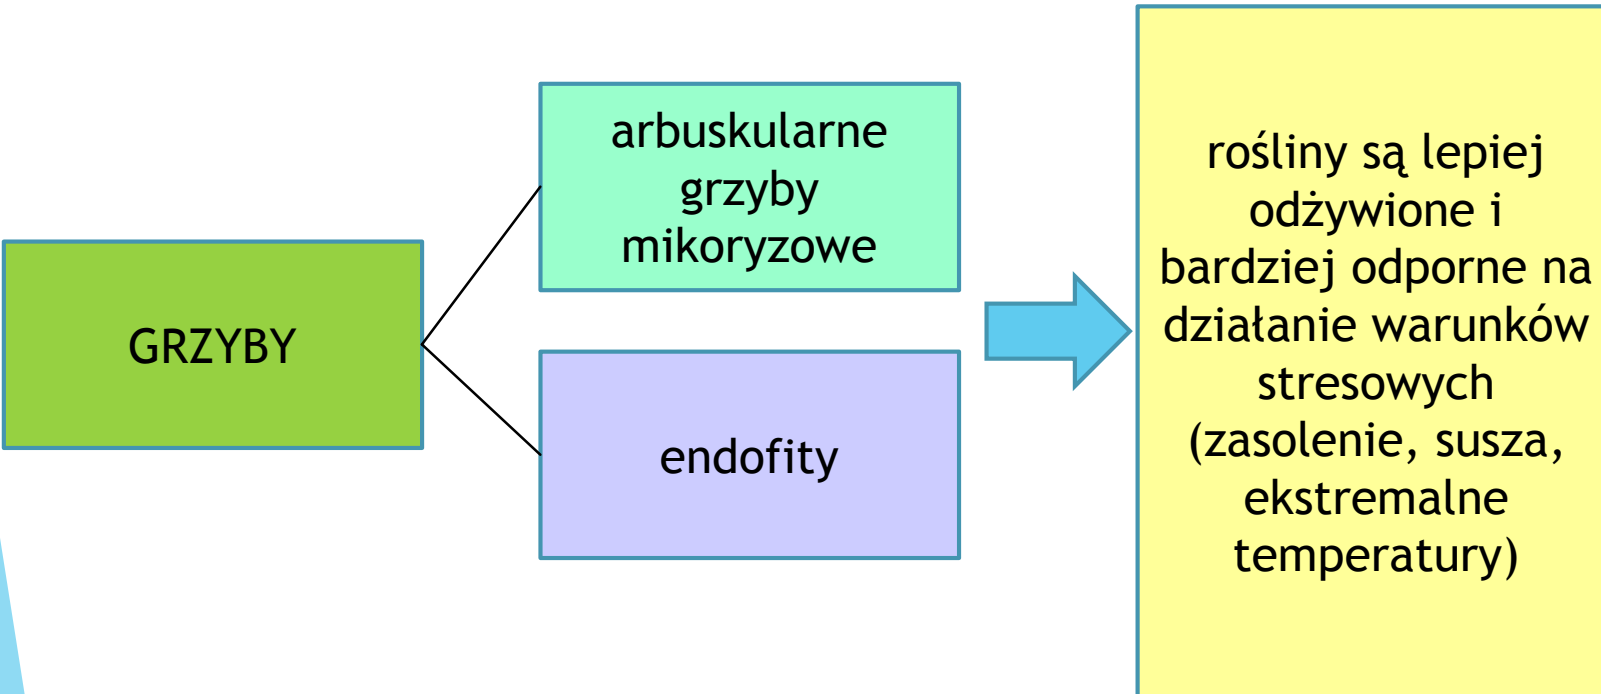 GRZYBY
arbuskularne
grzyby
mikoryzowe
endofity
rośliny są lepiej
odżywione i
bardziej odporne na
działanie warunków
stresowych
(zasolenie, susza,
ekstremalne
temperatury)